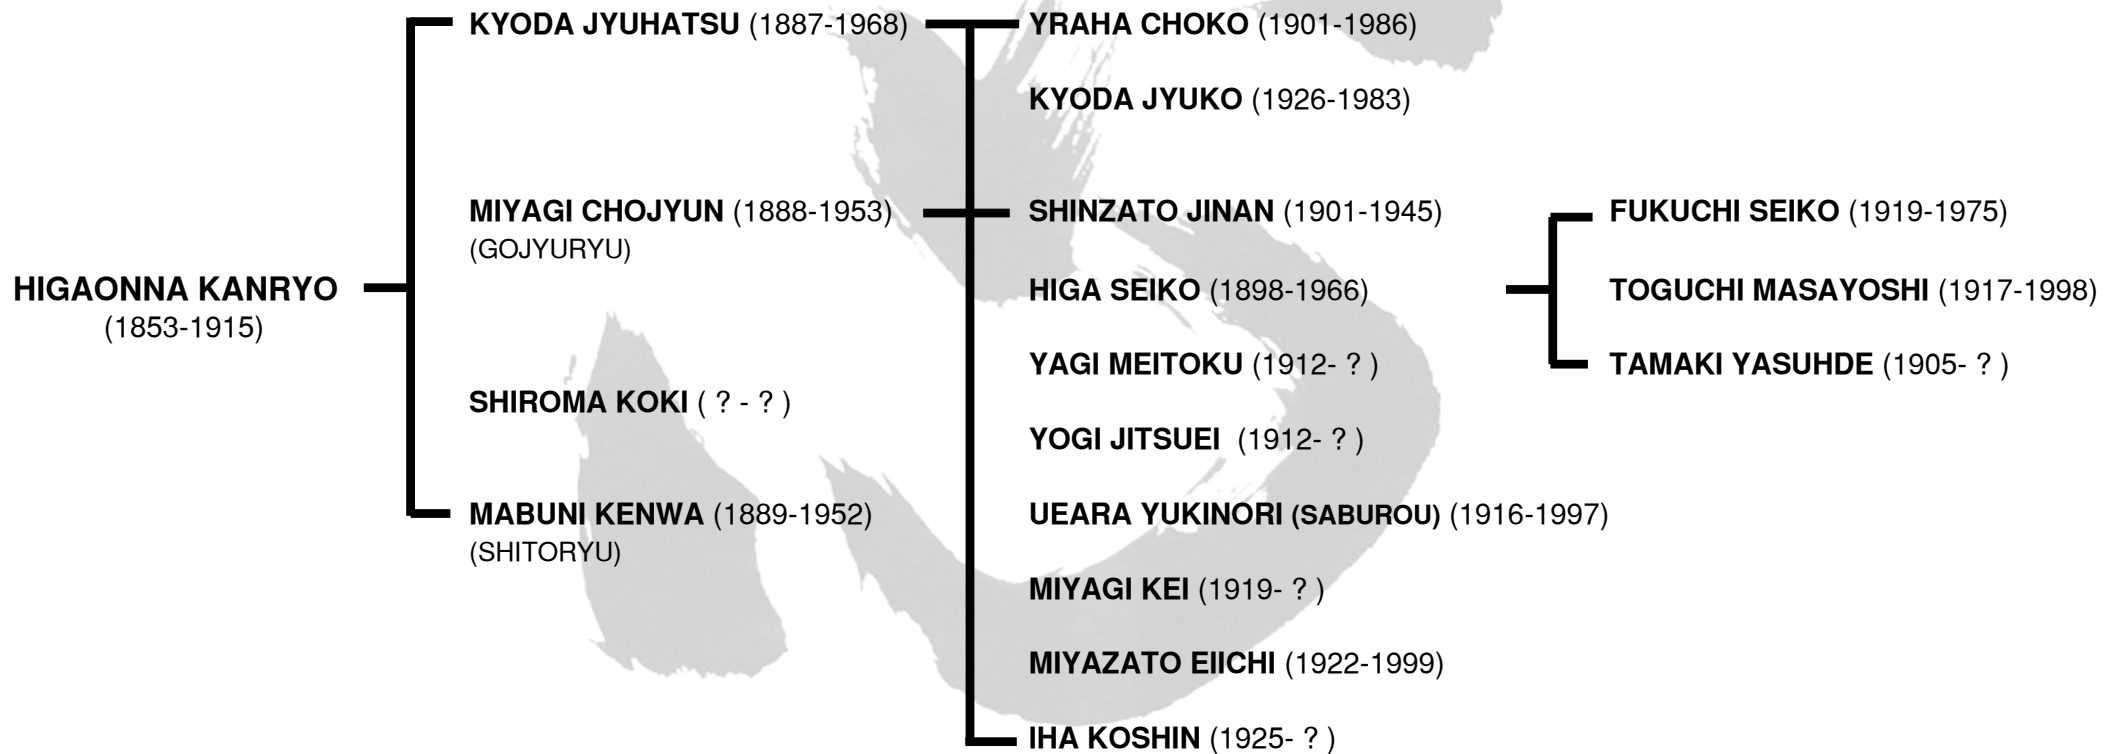 HIGAONNA KANRYO
(1853-1915)
KYODA JYUHATSU (1887-1968)
MIYAGI CHOJYUN (1888-1953)
(GOJYURYU)
SHIROMA KOKI ( ? - ? )
MABUNI KENWA (1889-1952)
(SHITORYU)
YRAHA CHOKO (1901-1986)
KYODA JYUKO (1926-1983)
SHINZATO JINAN (1901-1945)
HIGA SEIKO (1898-1966)
YAGI MEITOKU (1912- ? )
YOGI JITSUEI (1912- ? )
UEARA YUKINORI (SABUROU) (1916-1997)
MIYAGI KEI (1919- ? )
MIYAZATO EIICHI (1922-1999)
IHA KOSHIN (1925- ? )
FUKUCHI SEIKO (1919-1975)
TOGUCHI MASAYOSHI (1917-1998)
TAMAKI YASUHDE (1905- ? )